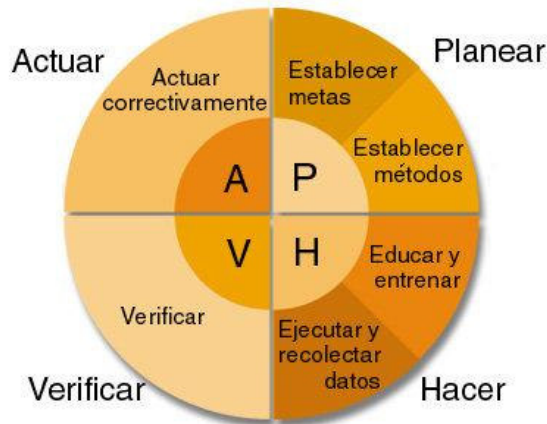 Actuar
Planear
Actuar
correctivamente
Establecer
metas
Establecer
métodos
A
P
V
H
Educar y
entrenar
Verificar
Ejecutar y
recolectar
datos
Verificar
Hacer